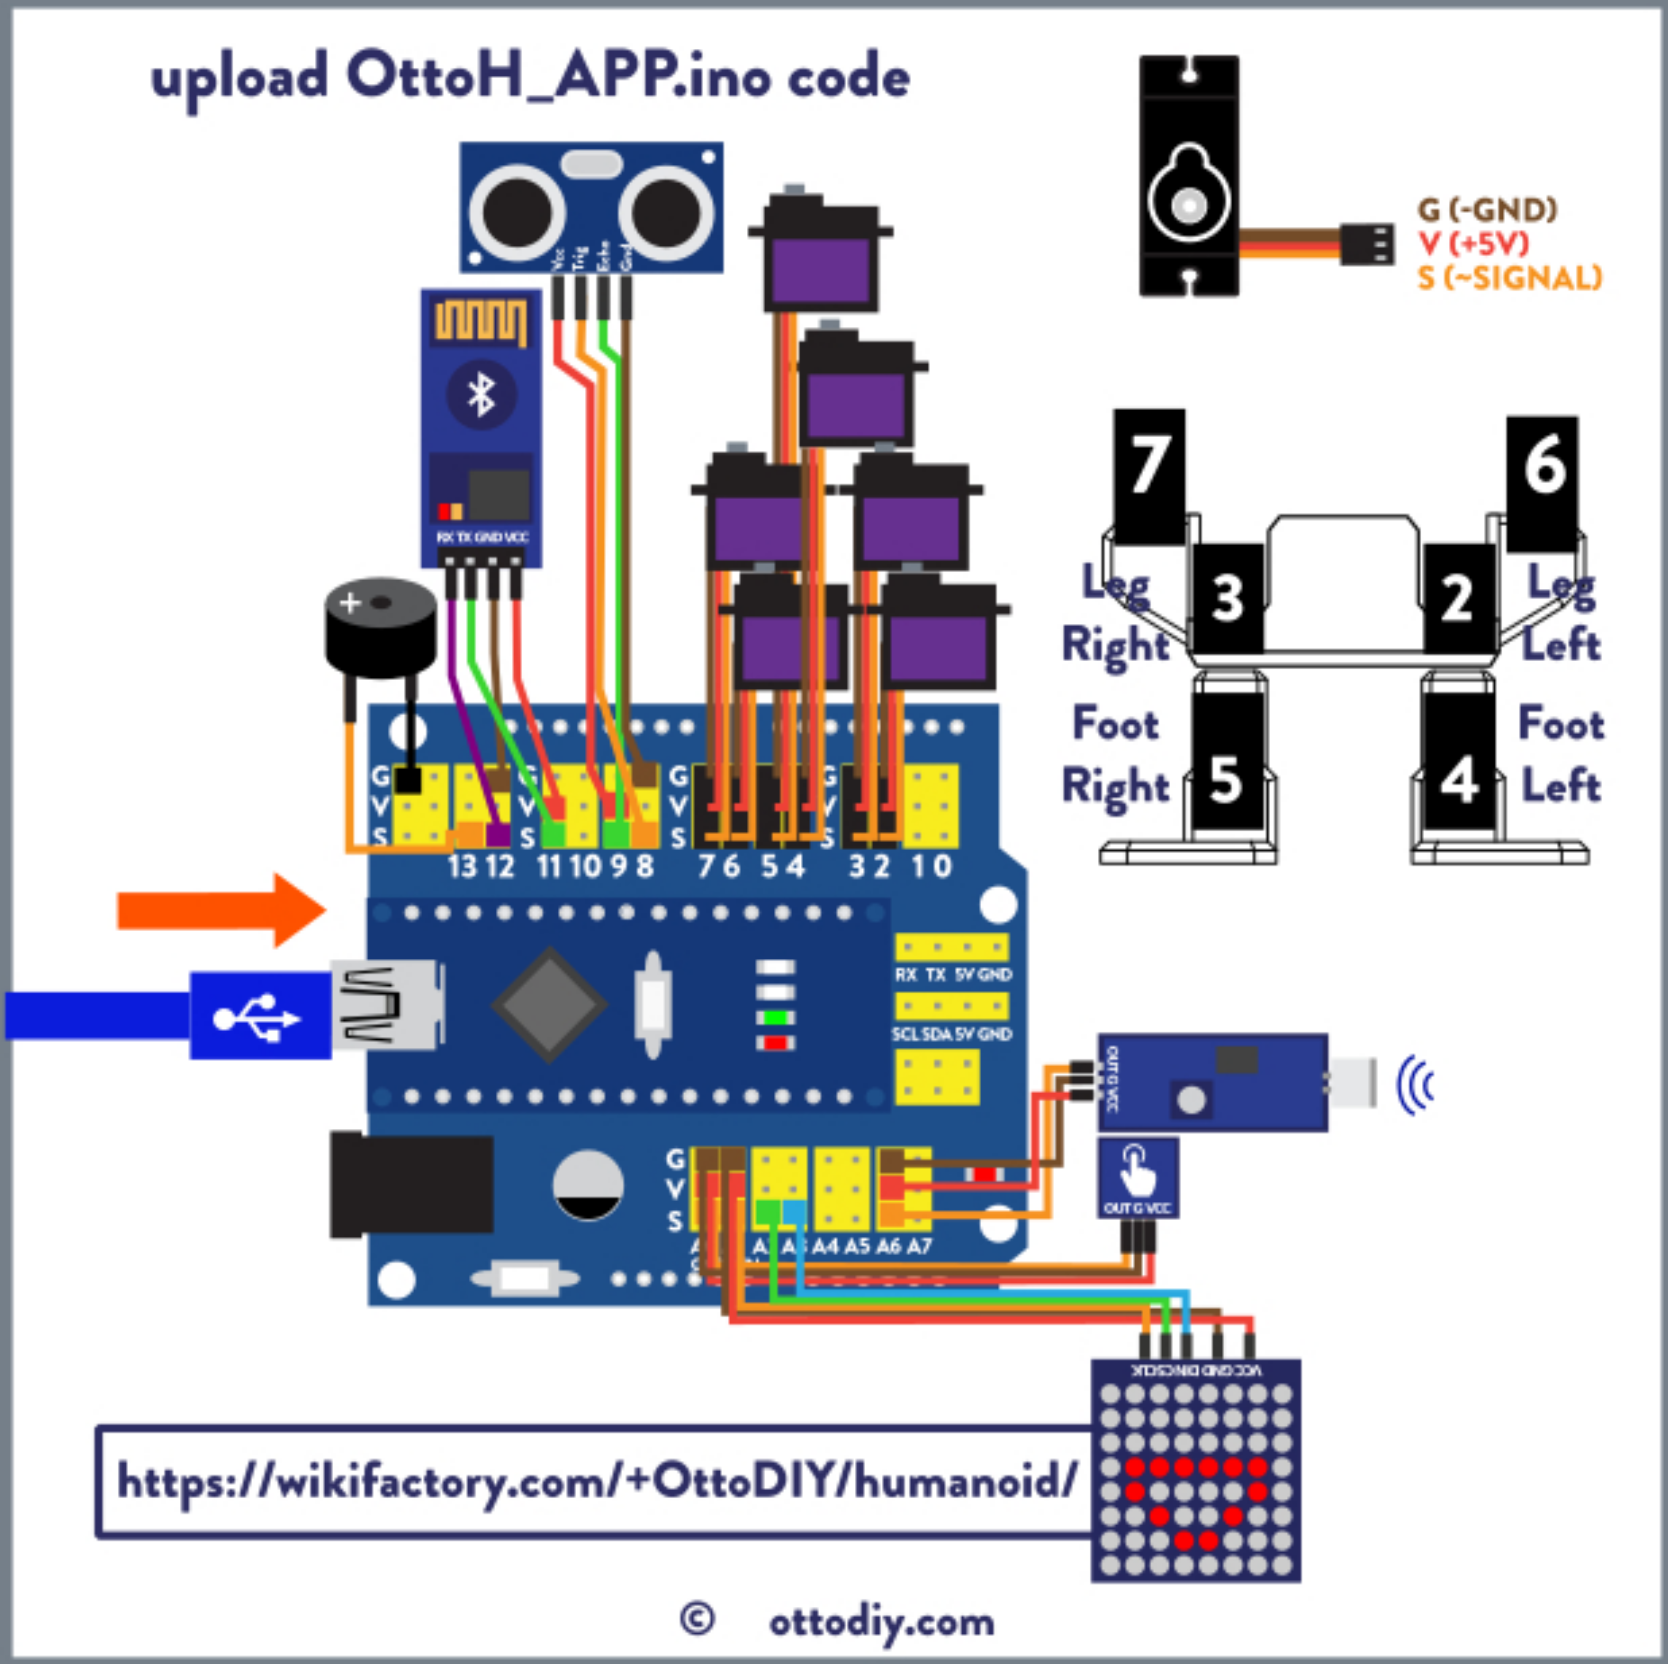 upload OttoH_APP.ino code
G (-GND)
V (+5V)
S (~SIGNAL)
Vcc Trig Echo Gnd
RX TX GND VCC
+
7
6
Leg
3
2
Leg
Right
Left
Foot
Foot
Right
5
4
Left
G G G G
V V V V
S S S
13 12 11 10 9 8 7 6 5 4 3 2 1 0
RX TX 5V GND
SCL SDA 5V GND
OUT G VCC
G
V
S
OUT G VCC
A4 A5 A6 A7
VCC GND DIN CS CLK
https://wikifactory.com/+OttoDIY/humanoid/
© ottodiy.com